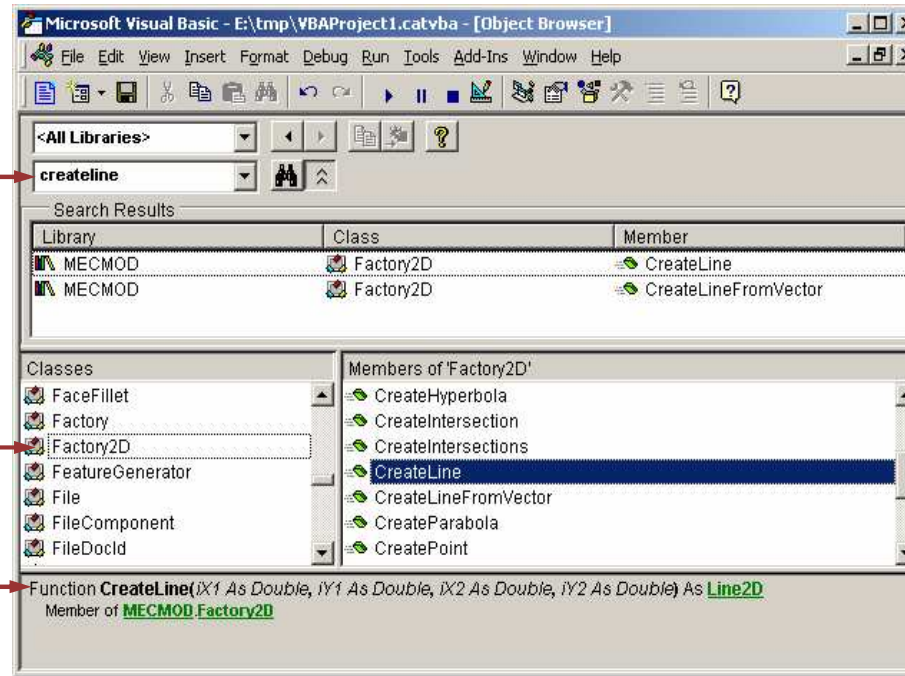 Microsoft Visual Basic - E:\tmp\VBAProject1.catvba - [Object Browser]
File Edit View Insert Format Debug Run Tools Add-Ins Window Help
<All Libraries>
createline
Search Results
Library Class Member
MECMOD Factory2D CreateLine
MECMOD Factory2D CreateLineFromVector
Classes Members of 'Factory2D'
FaceFillet CreateHyperbola
Factory CreateIntersection
Factory2D CreateIntersections
FeatureGenerator CreateLine
File CreateLineFromVector
FileComponent CreateParabola
FileDocId CreatePoint
Function CreateLine(iX1 As Double, iY1 As Double, iX2 As Double, iY2 As Double) As Line2D
Member of MECMOD.Factory2D